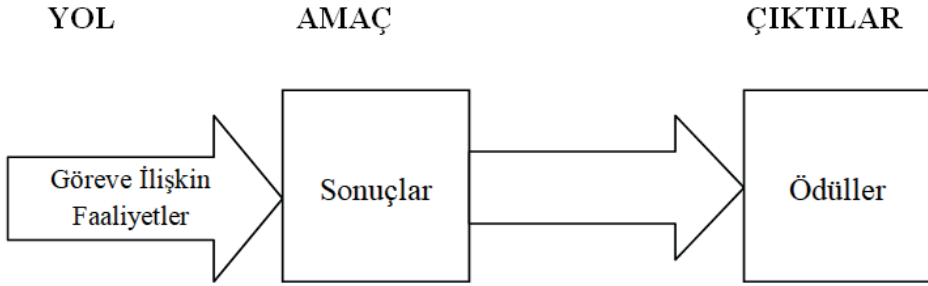 YOL
AMAÇ
ÇIKTILAR
Göreve İlişkin
Faaliyetler
Sonuçlar
Ödüller